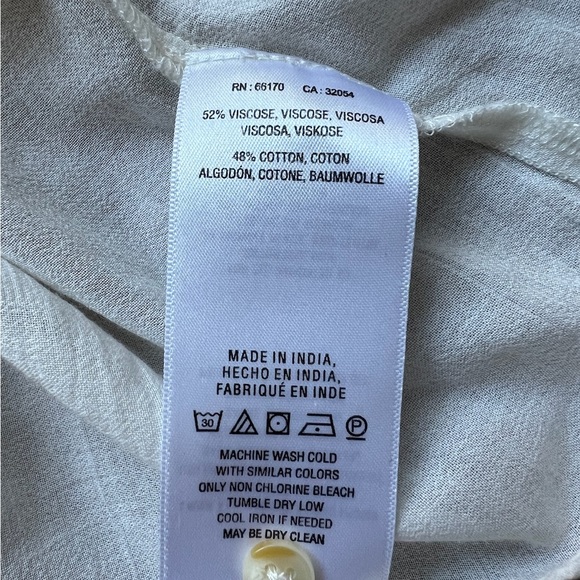 RN : 66170 CA : 32054
52% VISCOSE, VISCOSE, VISCOSA
VISCOSA, VISKOSE
48% COTTON, COTON
ALGODÓN, COTONE, BAUMWOLLE
MADE IN INDIA,
HECHO EN INDIA,
FABRIQUÉ EN INDE
30 P
MACHINE WASH COLD
WITH SIMILAR COLORS
ONLY NON CHLORINE BLEACH
TUMBLE DRY LOW
COOL IRON IF NEEDED
MAY BE DRY CLEAN